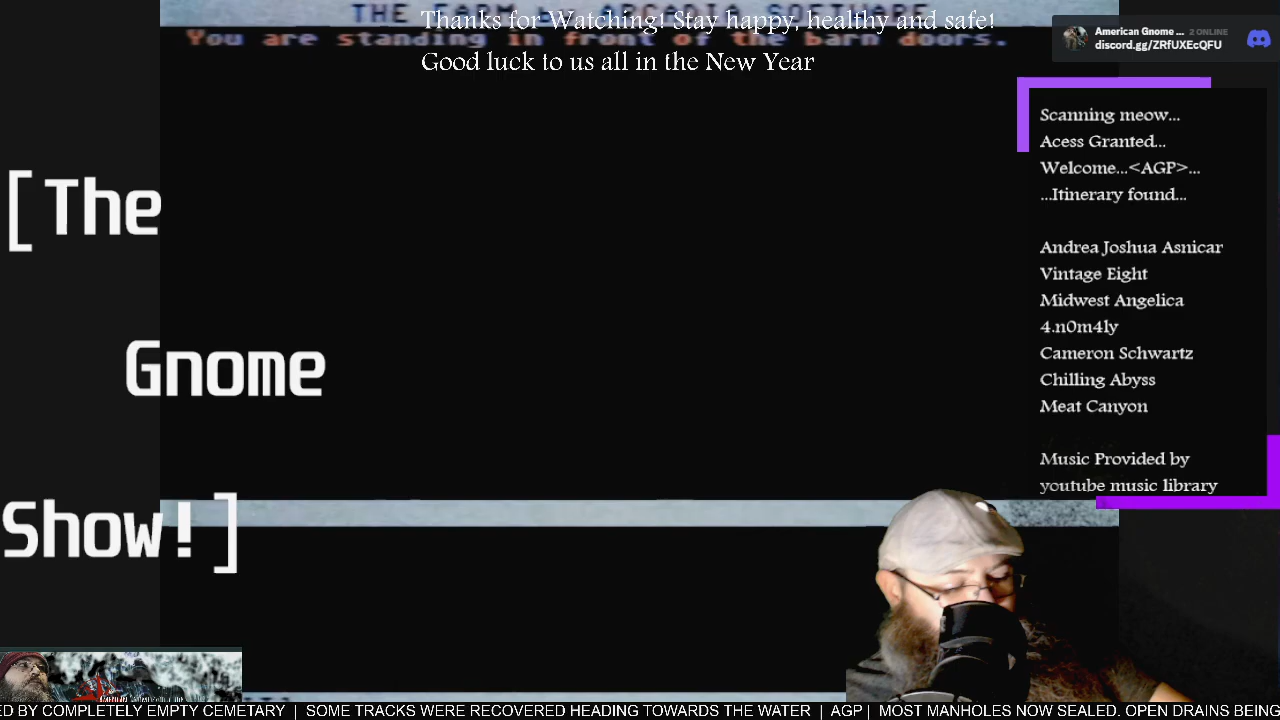 THE FARM
Thanks for Watching! Stay happy, healthy and safe!
You are standing in front of the barn doors.
Good luck to us all in the New Year
American Gnome ... 2 ONLINE
discord.gg/ZRfUXEcQFU
Scanning meow...
Acess Granted...
Welcome...<AGP>...
...Itinerary found...
Andrea Joshua Asnicar
Vintage Eight
Midwest Angelica
4.n0m4ly
Cameron Schwartz
Chilling Abyss
Meat Canyon
Music Provided by
youtube music library
[The
Gnome
Show!]
ED BY COMPLETELY EMPTY CEMETARY | SOME TRACKS WERE RECOVERED HEADING TOWARDS THE WATER | AGP | MOST MANHOLES NOW SEALED. OPEN DRAINS BEING